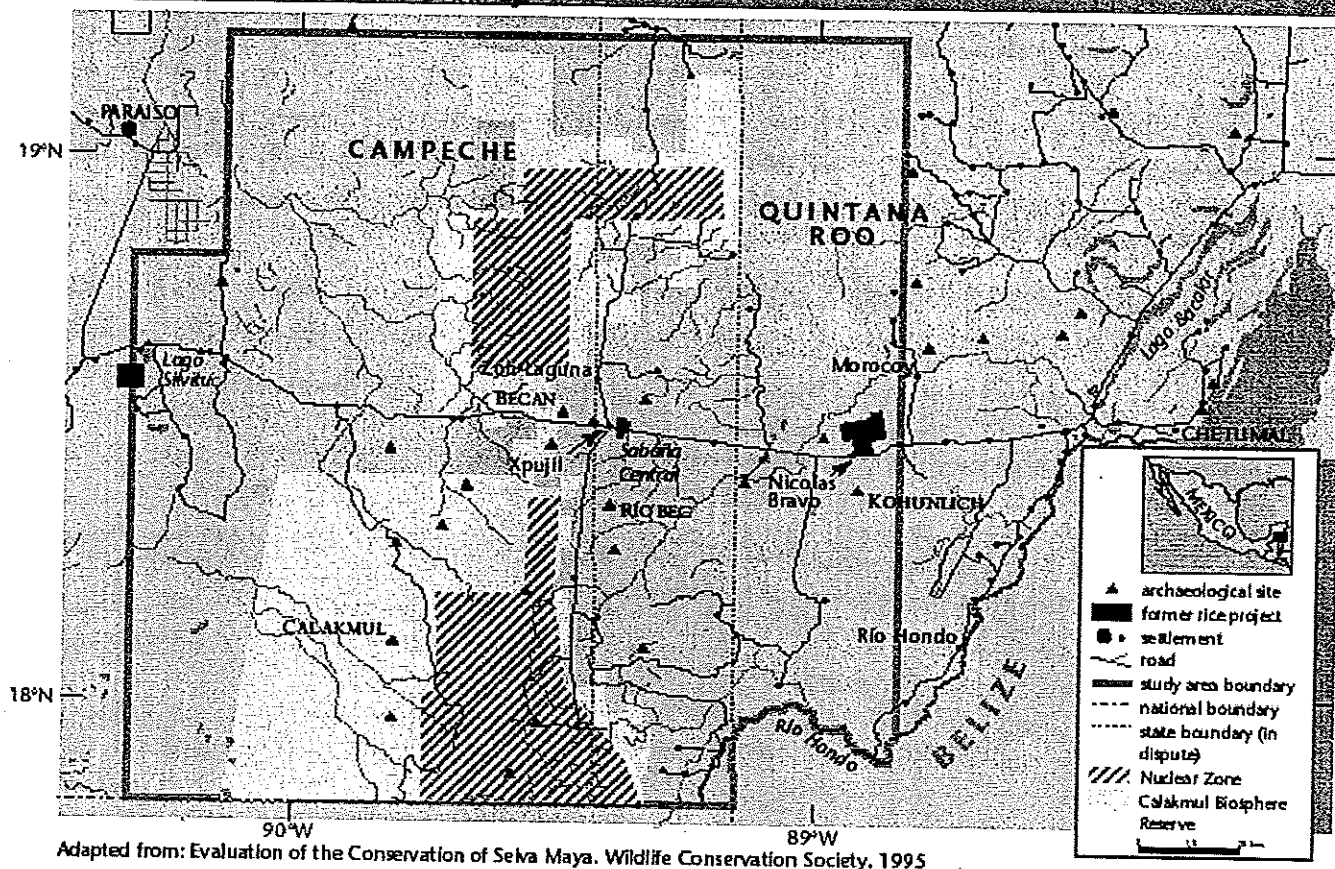 PARAISO
19°N
CAMPECHE
QUINTANA
ROO
Laguna Bacalar
Lago
Silvituc
Zoh Laguna
BECAN
Morocoy
Xpujil
Sabana
Central
RÍO BEC
Nicolas
Bravo
KOHUNLICH
CHETUMAL
CALAKMUL
Río Hondo
18°N
Río Hondo
BELIZE
90°W
89°W
MEXICO
archaeological site
former rice project
settlement
road
study area boundary
national boundary
state boundary (in
dispute)
Nuclear Zone
Calakmul Biosphere
Reserve
Adapted from: Evaluation of the Conservation of Selva Maya. Wildlife Conservation Society. 1995